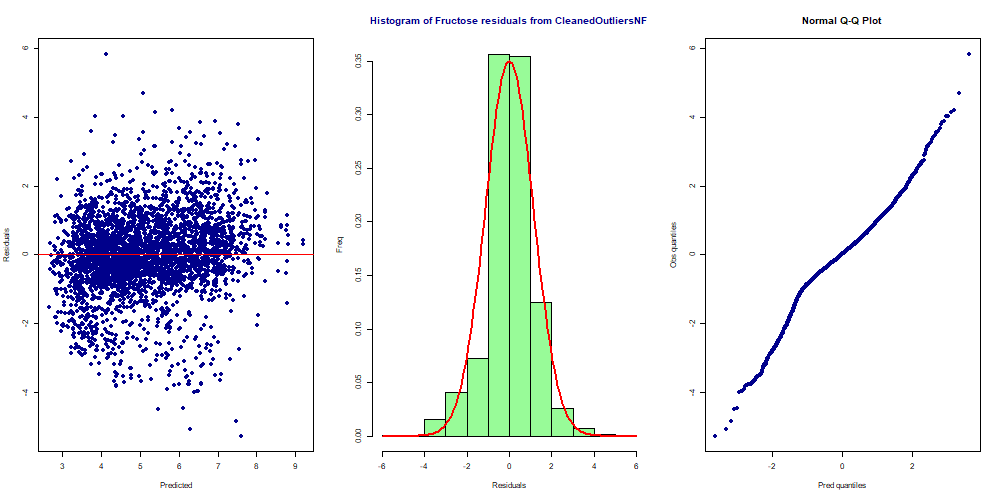 Histogram of Fructose residuals from CleanedOutliersNF
Normal Q-Q Plot
Residuals
6
4
2
0
-2
-4
3 4 5 6 7 8 9
Predicted
Freq
0.35
0.30
0.25
0.20
0.15
0.10
0.05
0.00
-6 -4 -2 0 2 4 6
Residuals
Obs quantiles
6
4
2
0
-2
-4
-2 0 2
Pred quantiles